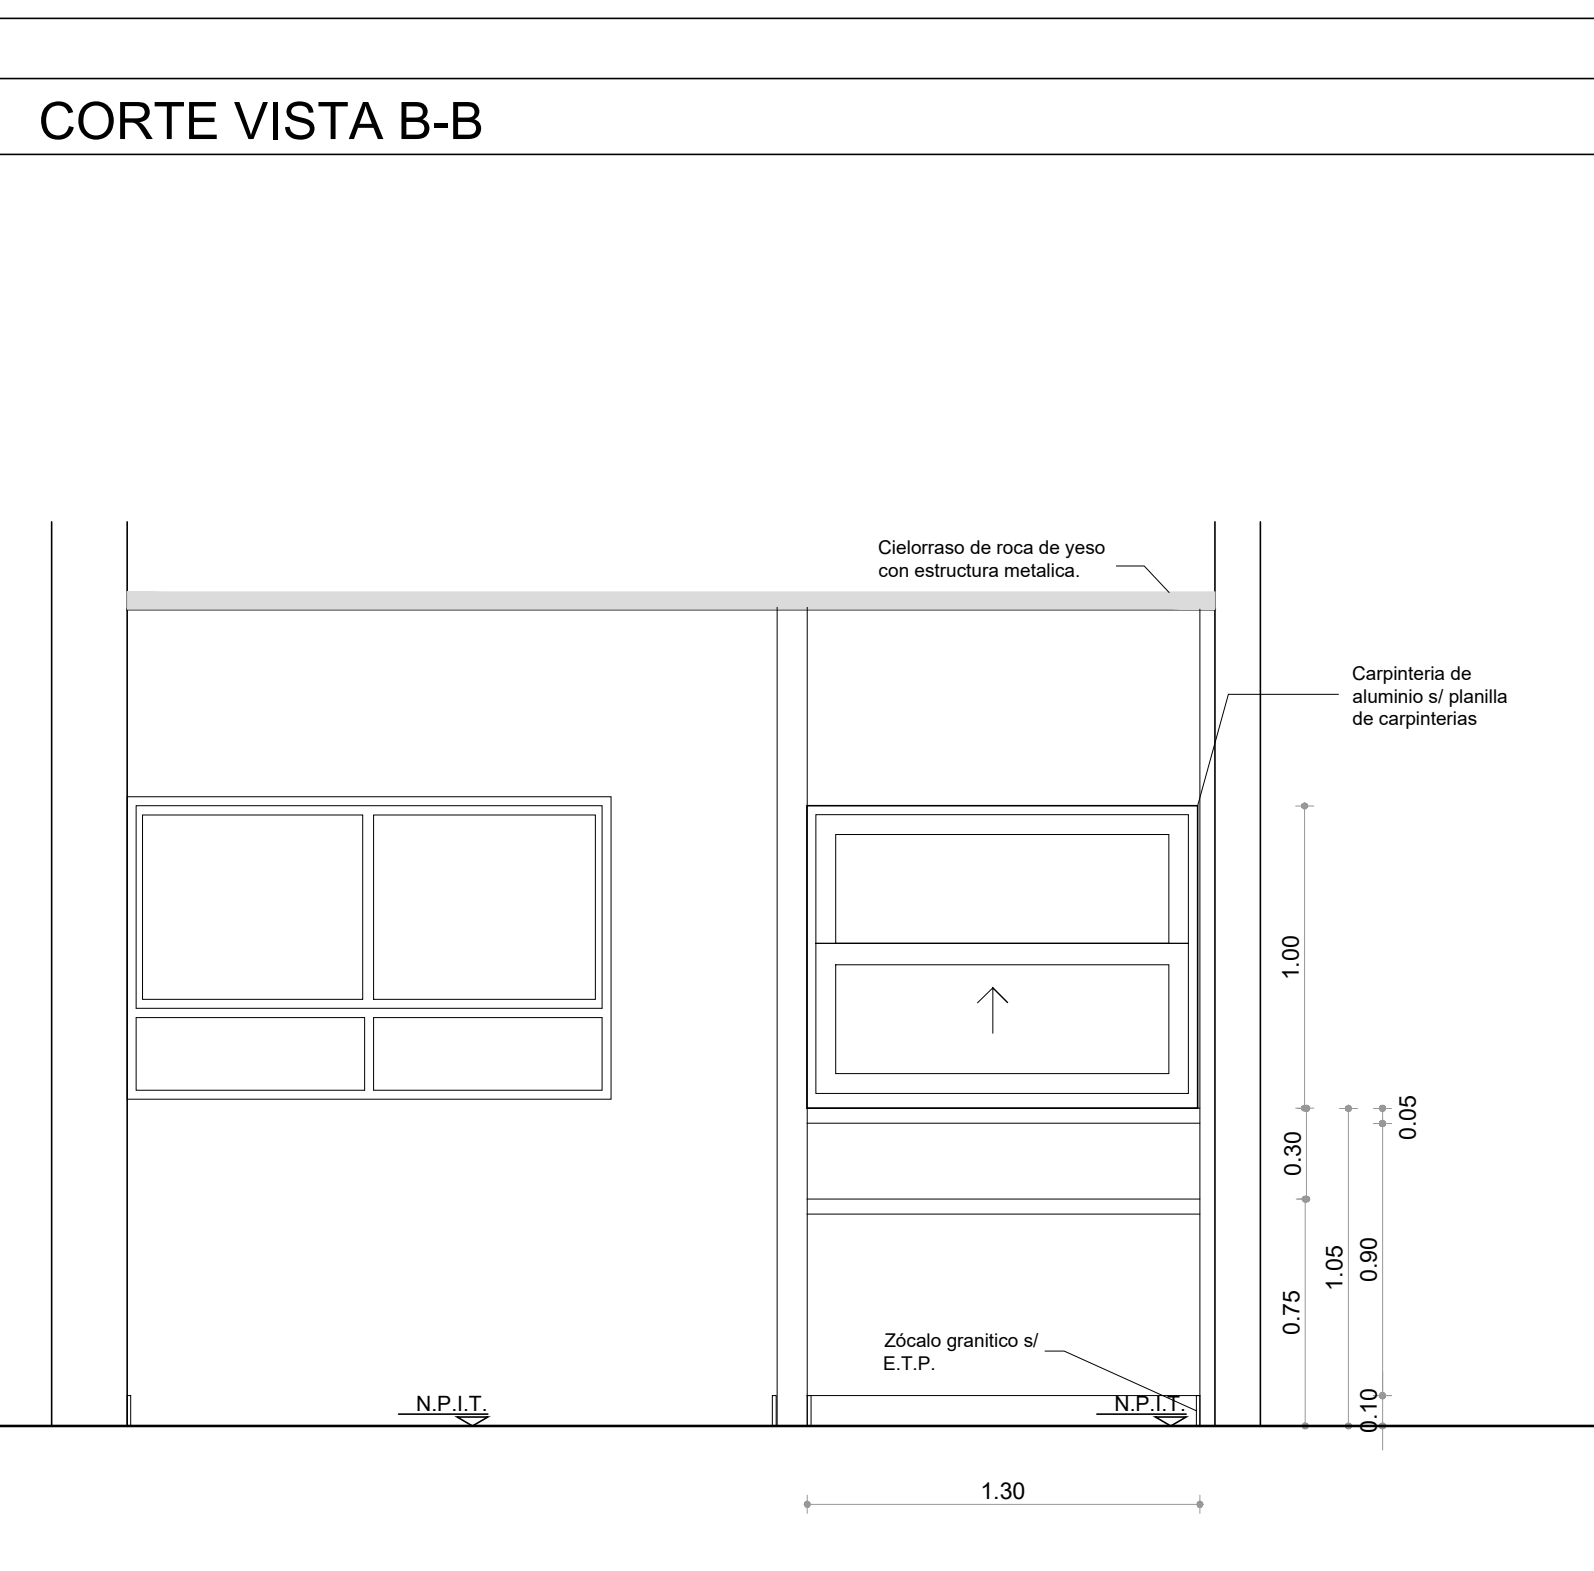 CORTE VISTA B-B
Cielorraso de roca de yeso
con estructura metalica.
Carpinteria de
aluminio s/ planilla
de carpinterias
1.00
0.05
0.30
1.05
0.90
0.75
Zócalo granitico s/
E.T.P.
N.P.I.T.
N.P.I.T.
0.10
1.30